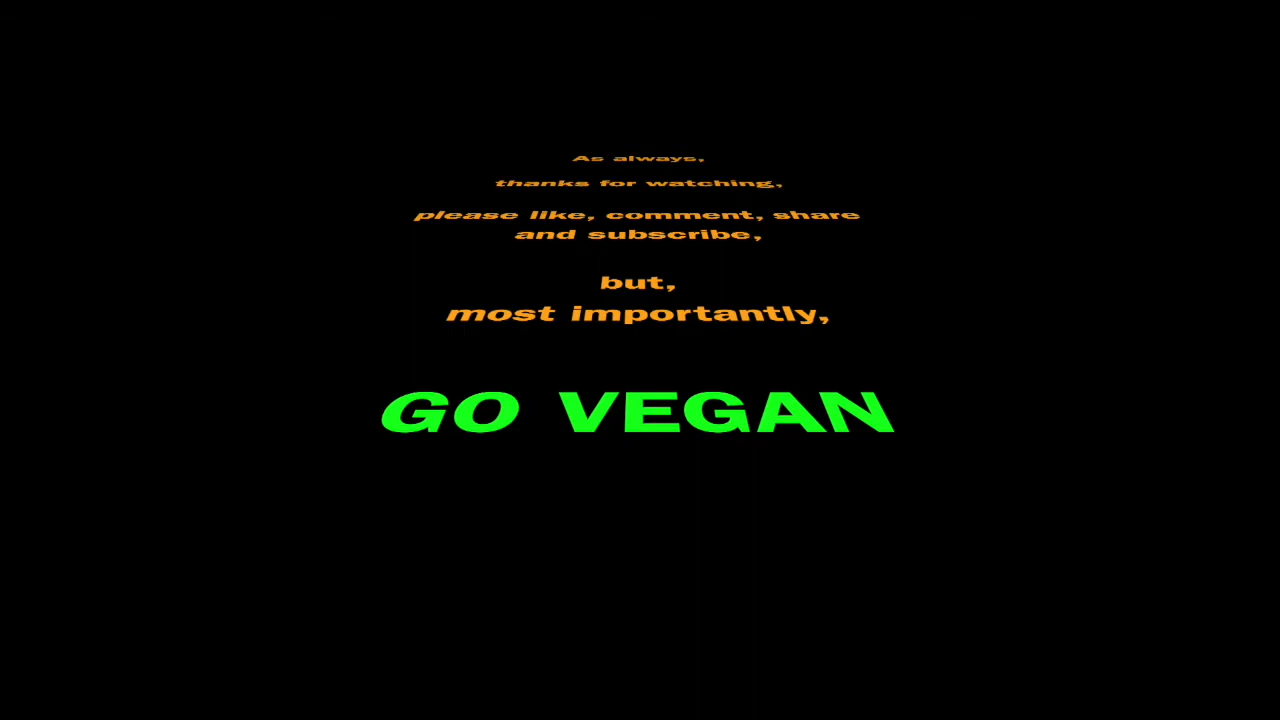 As always,
thanks for watching,
please like, comment, share
and subscribe,
but,
most importantly,
GO VEGAN